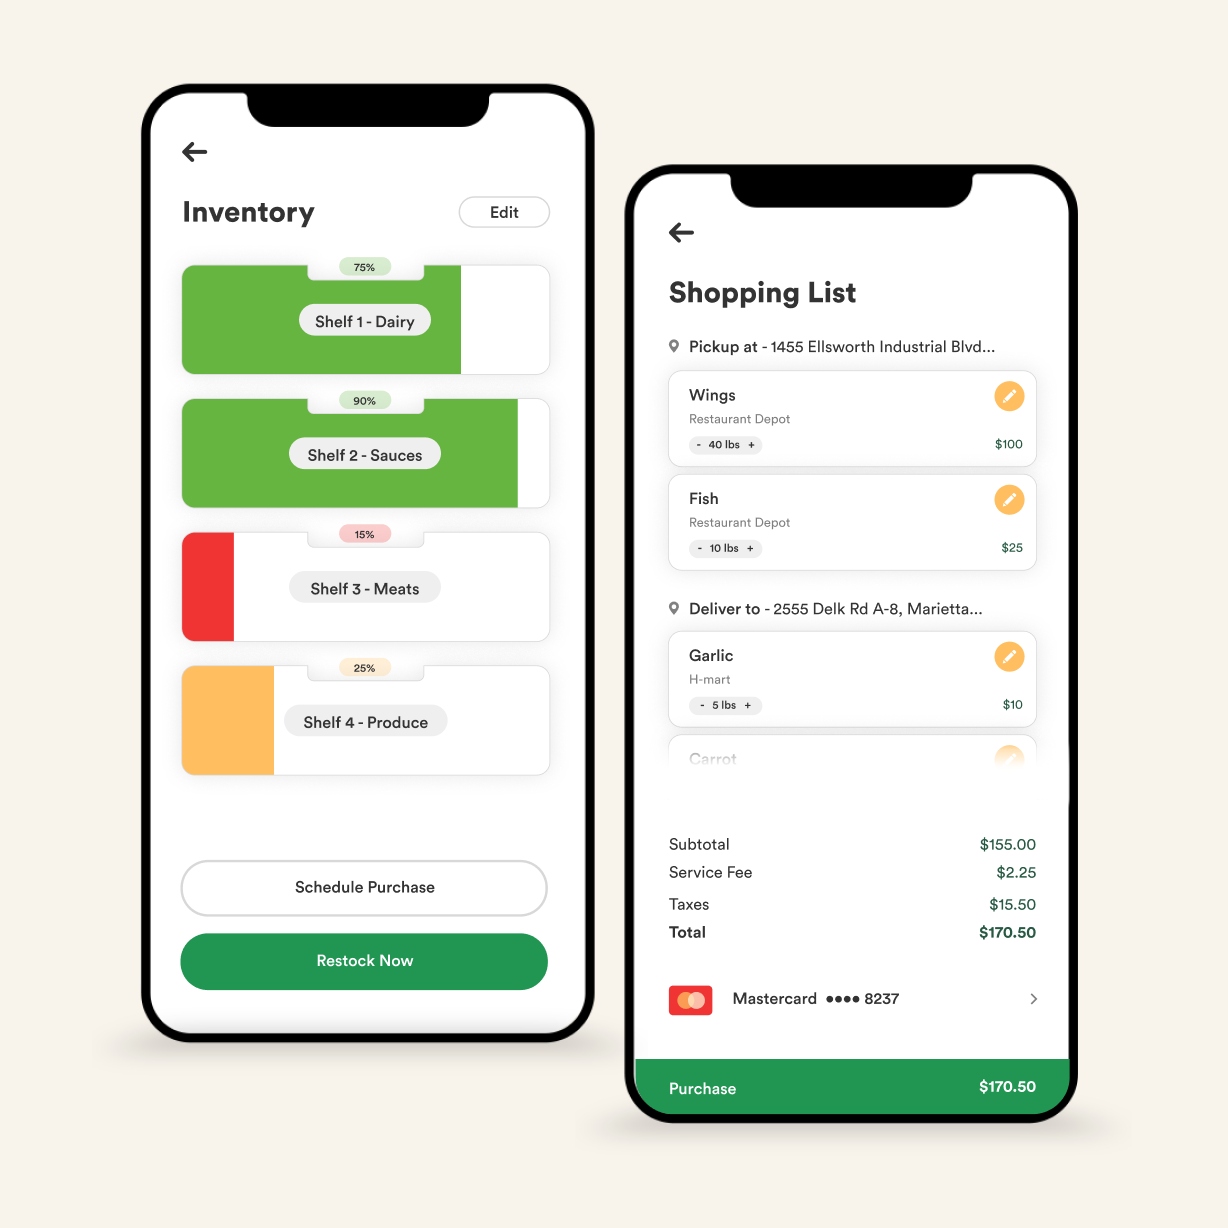 Inventory
Edit
75%
Shelf 1 - Dairy
90%
Shelf 2 - Sauces
15%
Shelf 3 - Meats
25%
Shelf 4 - Produce
Schedule Purchase
Restock Now
Shopping List
Pickup at - 1455 Ellsworth Industrial Blvd...
Wings
Restaurant Depot
- 40 lbs +
$100
Fish
Restaurant Depot
- 10 lbs +
$25
Deliver to - 2555 Delk Rd A-8, Marietta...
Garlic
H-mart
- 5 lbs +
$10
Carrot
Subtotal $155.00
Service Fee $2.25
Taxes $15.50
Total $170.50
Mastercard •••• 8237
Purchase $170.50